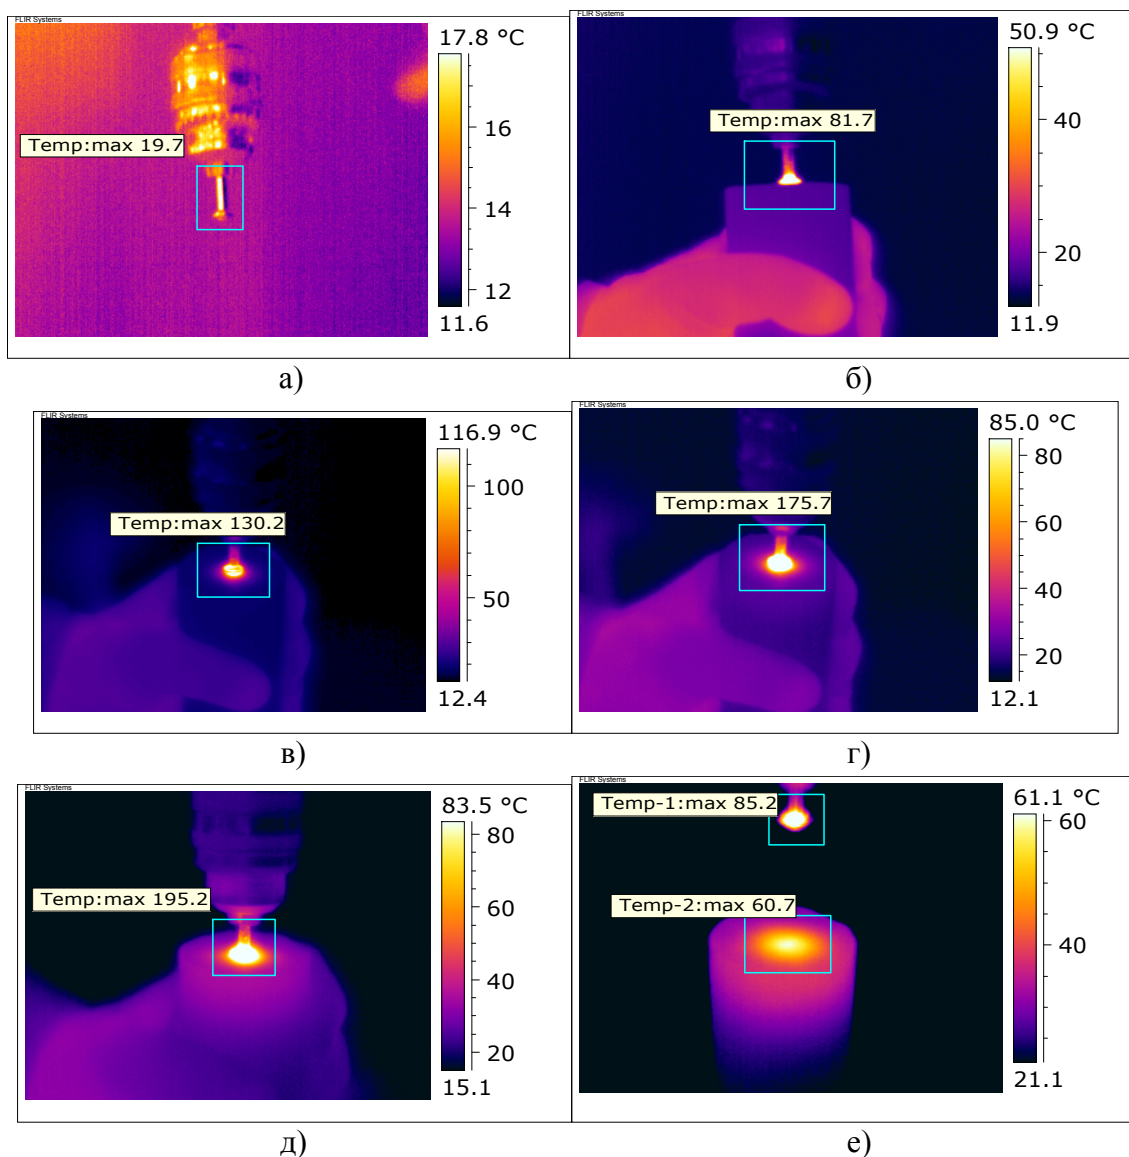 FLIR Systems
17.8 °C
Temp:max 19.7
16
14
12
11.6
а)
50.9 °C
Temp:max 81.7
40
20
11.9
б)
FLIR Systems
116.9 °C
Temp:max 130.2
100
50
12.4
в)
FLIR Systems
85.0 °C
Temp:max 175.7
80
60
40
20
12.1
г)
FLIR Systems
83.5 °C
Temp:max 195.2
80
60
40
20
15.1
д)
FLIR Systems
61.1 °C
Temp-1:max 85.2
60
Temp-2:max 60.7
40
21.1
е)